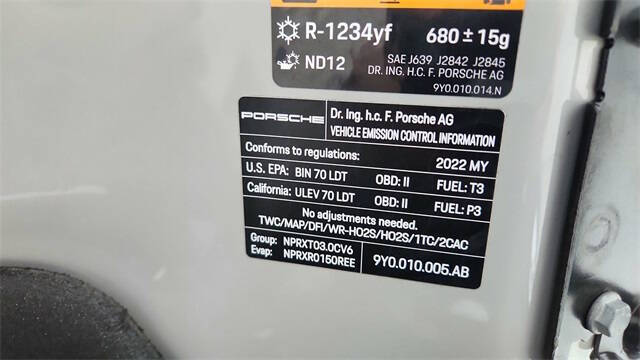 R-1234yf 680 ± 15g
ND12 SAE J639 J2842 J2845
DR. ING. H.C. F. PORSCHE AG
9Y0.010.014.N
PORSCHE Dr. Ing. h.c. F. Porsche AG
VEHICLE EMISSION CONTROL INFORMATION
Conforms to regulations: 2022 MY
U.S. EPA: BIN 70 LDT OBD: II FUEL: T3
California: ULEV 70 LDT OBD: II FUEL: P3
No adjustments needed.
TWC/MAP/DFI/WR-HO2S/HO2S/1TC/2CAC
Group: NPRXT03.0CV6
Evap: NPRXR0150REE 9Y0.010.005.AB